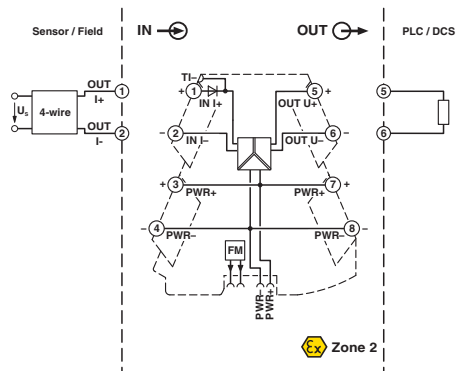 Sensor / Field
IN
OUT
PLC / DCS
TI–
OUT
I+
1
+
1
IN I+
5
+
OUT U+
5
Us
4-wire
OUT
I-
2
–
2
IN I–
OUT U–
6
–
6
+
3
PWR+
PWR+
7
+
–
4
PWR–
PWR–
8
–
FM
PWR–
PWR+
Ex
Zone 2